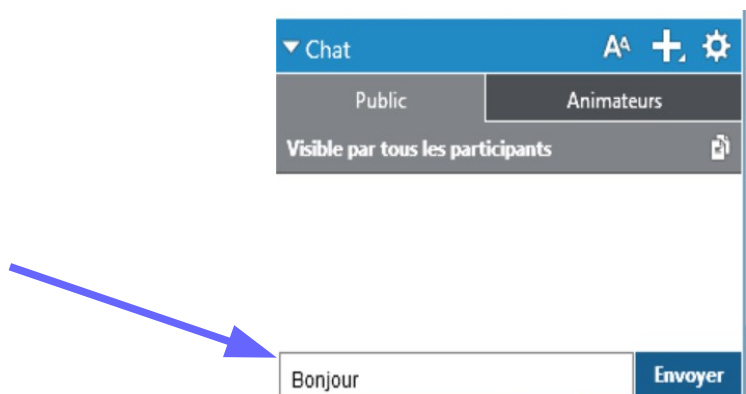 Chat
Public Animateurs
Visible par tous les participants
Bonjour Envoyer